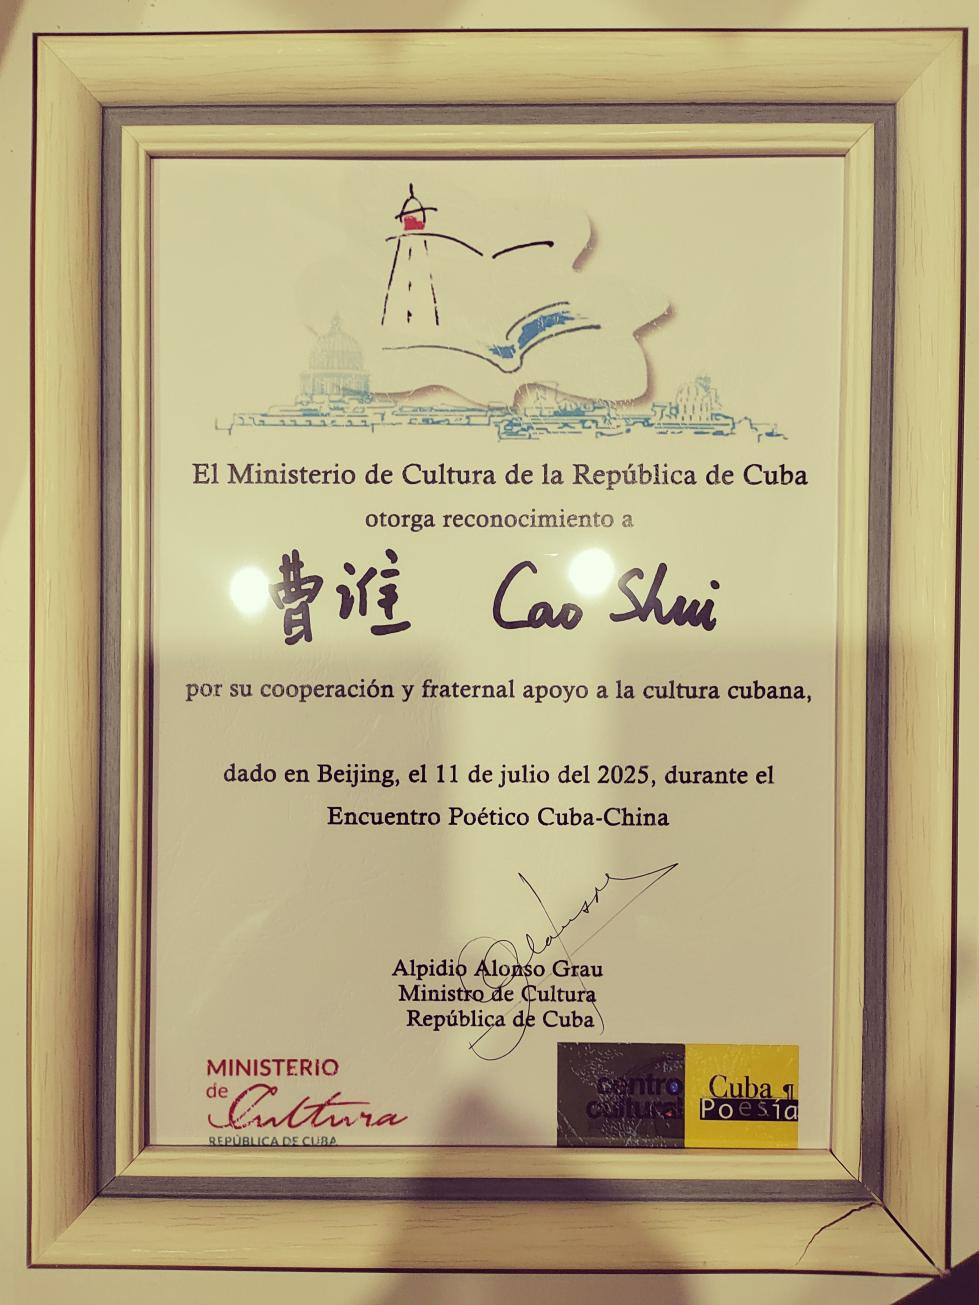 El Ministerio de Cultura de la República de Cuba
otorga reconocimiento a
曹谁 Cao Shui
por su cooperación y fraternal apoyo a la cultura cubana,
dado en Beijing, el 11 de julio del 2025, durante el
Encuentro Poético Cuba-China
Alpidio Alonso Grau
Ministro de Cultura
República de Cuba
MINISTERIO
de
Cultura
REPÚBLICA DE CUBA
centro
cultural
Cuba
Poesía